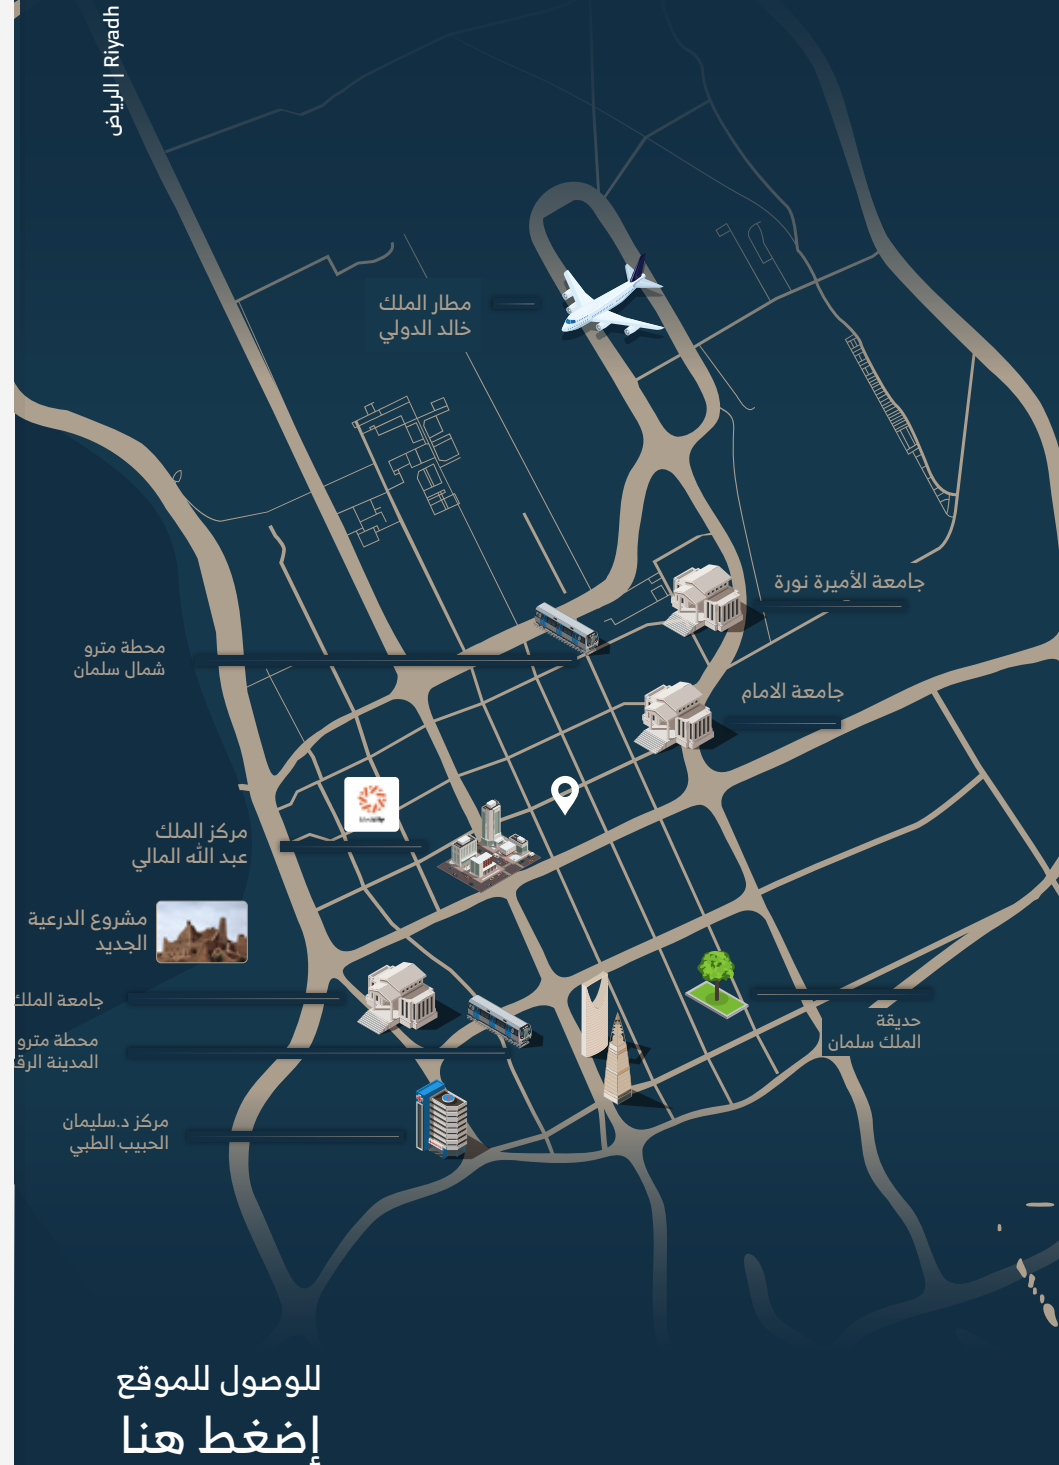 الرياض | Riyadh
مطار الملك
خالد الدولي
جامعة الأميرة نورة
محطة مترو
شمال سلمان
جامعة الامام
مركز الملك
عبد الله المالي
مشروع الدرعية
الجديد
جامعة الملك
محطة مترو
المدينة
حديقة
الملك سلمان
مركز د.سليمان
الحبيب الطبي
للوصول للموقع
إضغط هنا